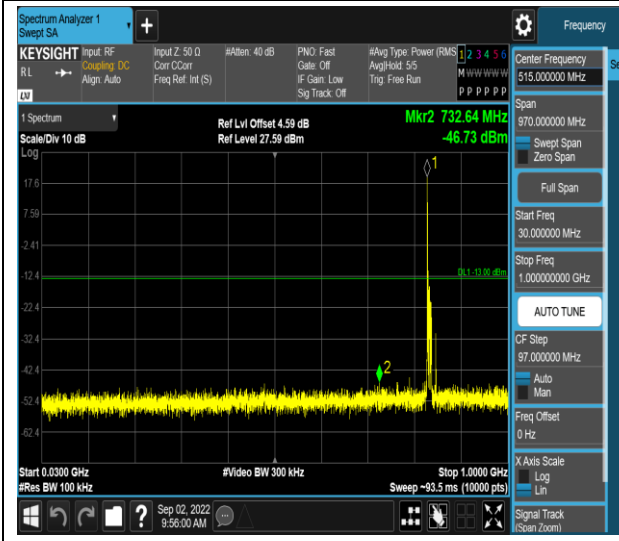 Spectrum Analyzer 1
Swept SA
+
Frequency
KEYSIGHT
RL
LXI
Input: RF
Coupling: DC
Align: Auto
Input Z: 50 Ω
Corr CCorr
Freq Ref: Int (S)
#Atten: 40 dB
PNO: Fast
Gate: Off
IF Gain: Low
Sig Track: Off
#Avg Type: Power (RMS
Avg|Hold: 5/5
Trig: Free Run
1 2 3 4 5 6
M W W W W W
P P P P P P
1 Spectrum
Scale/Div 10 dB
Ref Lvl Offset 4.59 dB
Ref Level 27.59 dBm
Mkr2 732.64 MHz
-46.73 dBm
Log
1
17.6
7.59
-2.41
-12.4
DL1 -13.00 dBm
-22.4
-32.4
-42.4
2
-52.4
-62.4
Start 0.0300 GHz
#Res BW 100 kHz
#Video BW 300 kHz
Stop 1.0000 GHz
Sweep ~93.5 ms (10000 pts)
Center Frequency
515.000000 MHz
Se
Span
970.000000 MHz
Swept Span
Zero Span
Full Span
Start Freq
30.000000 MHz
Stop Freq
1.000000000 GHz
AUTO TUNE
CF Step
97.000000 MHz
Auto
Man
Freq Offset
0 Hz
X Axis Scale
Log
Lin
Signal Track
(Span Zoom)
?
Sep 02, 2022
9:56:00 AM